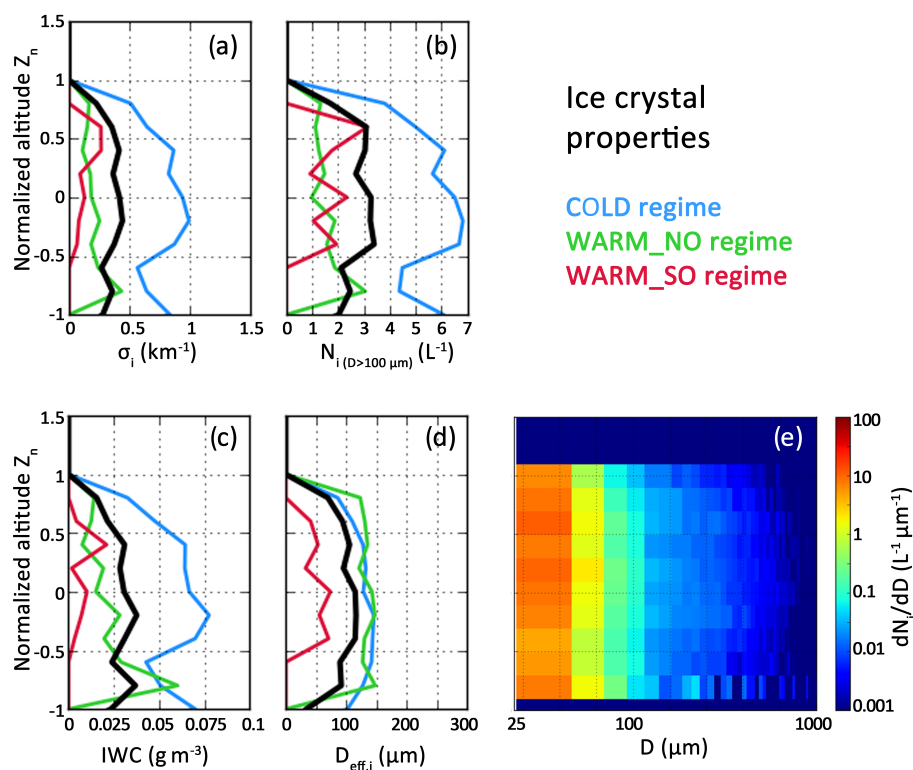 1.5
1
0.5
0
-0.5
-1
Normalized altitude Zn
(a)
0
0.5
1
1.5
σi (km-1)
(b)
0 1 2 3 4 5 6 7
Ni (D>100 μm) (L-1)
Ice crystal
properties
COLD regime
WARM_NO regime
WARM_SO regime
1.5
1
0.5
0
-0.5
-1
Normalized altitude Zn
(c)
0 0.025 0.05 0.075 0.1
IWC (g m-3)
(d)
0 100 200 300
Deff,i (μm)
(e)
25 100 1000
D (μm)
100
10
1
0.1
0.01
0.001
dNi/dD (L-1 μm-1)